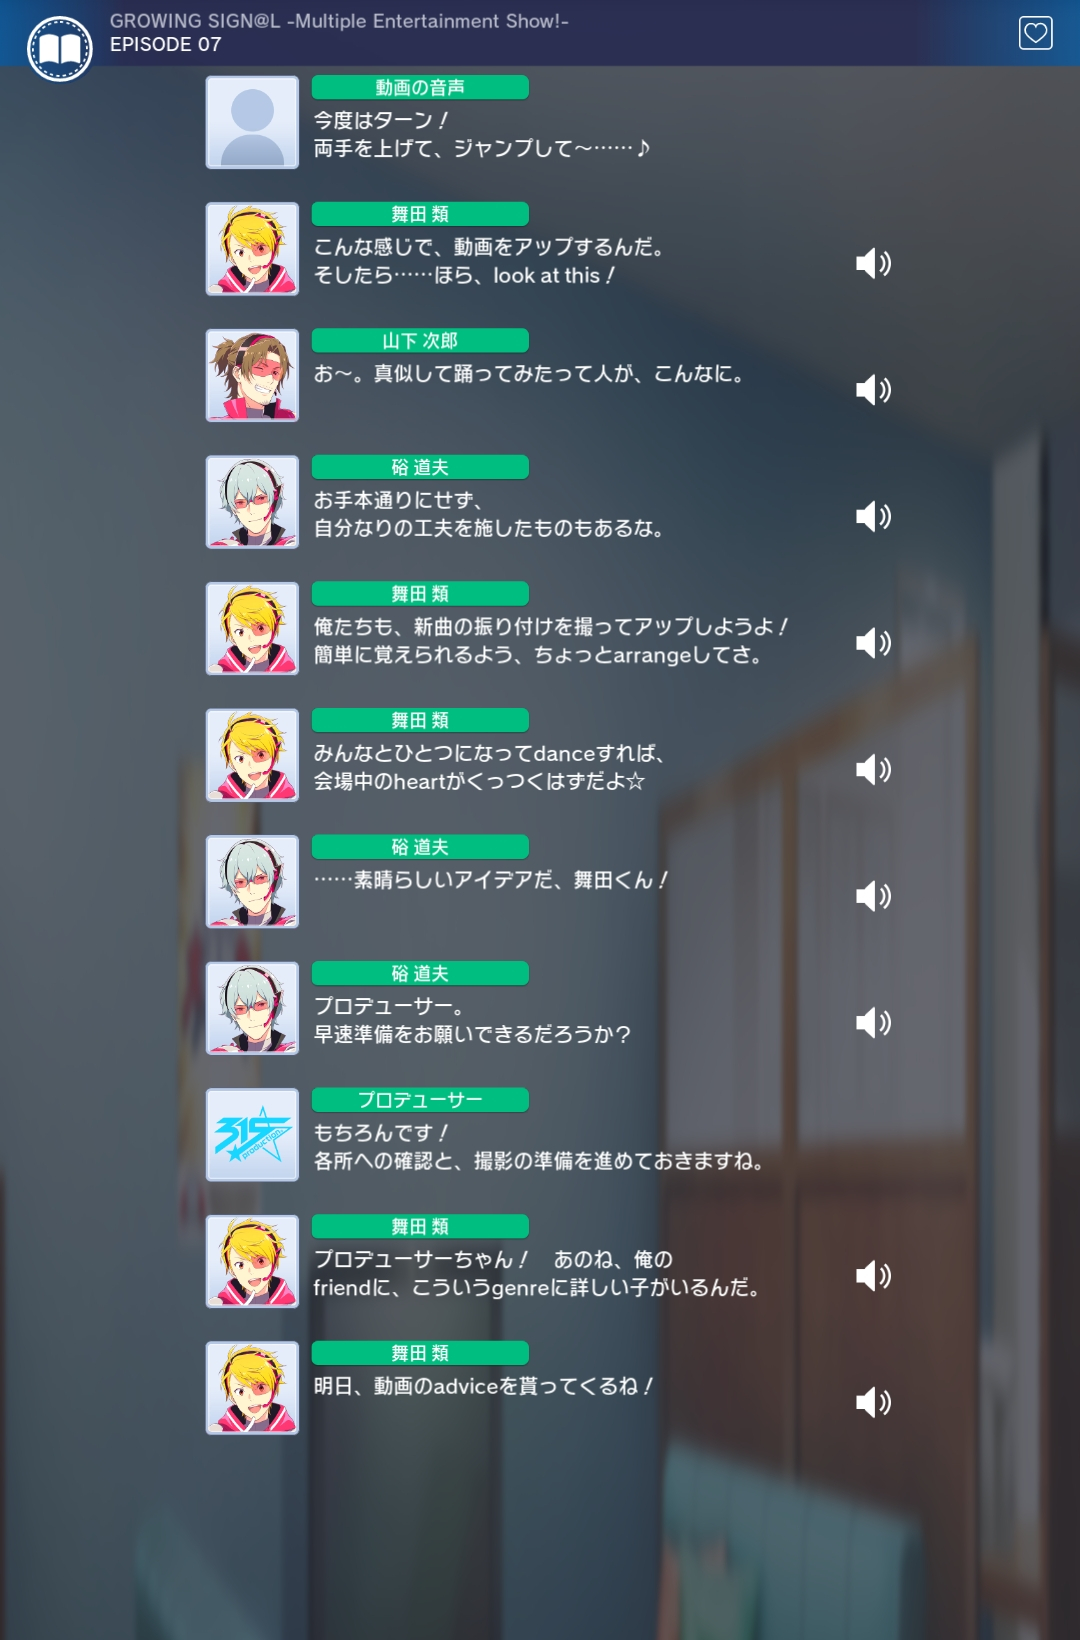 GROWING SIGN@L -Multiple Entertainment Show!-
EPISODE 07
動画の音声
今度はターン！
両手を上げて、ジャンプして～……♪
舞田 類
こんな感じで、動画をアップするんだ。
そしたら……ほら、look at this！
山下 次郎
お～。真似して踊ってみたって人が、こんなに。
硲 道夫
お手本通りにせず、
自分なりの工夫を施したものもあるな。
舞田 類
俺たちも、新曲の振り付けを撮ってアップしようよ！
簡単に覚えられるよう、ちょっとarrangeしてさ。
舞田 類
みんなとひとつになってdanceすれば、
会場中のheartがくっつくはずだよ☆
硲 道夫
……素晴らしいアイデアだ、舞田くん！
硲 道夫
プロデューサー。
早速準備をお願いできるだろうか？
315 production
プロデューサー
もちろんです！
各所への確認と、撮影の準備を進めておきますね。
舞田 類
プロデューサーちゃん！　あのね、俺の
friendに、こういうgenreに詳しい子がいるんだ。
舞田 類
明日、動画のadviceを貰ってくるね！